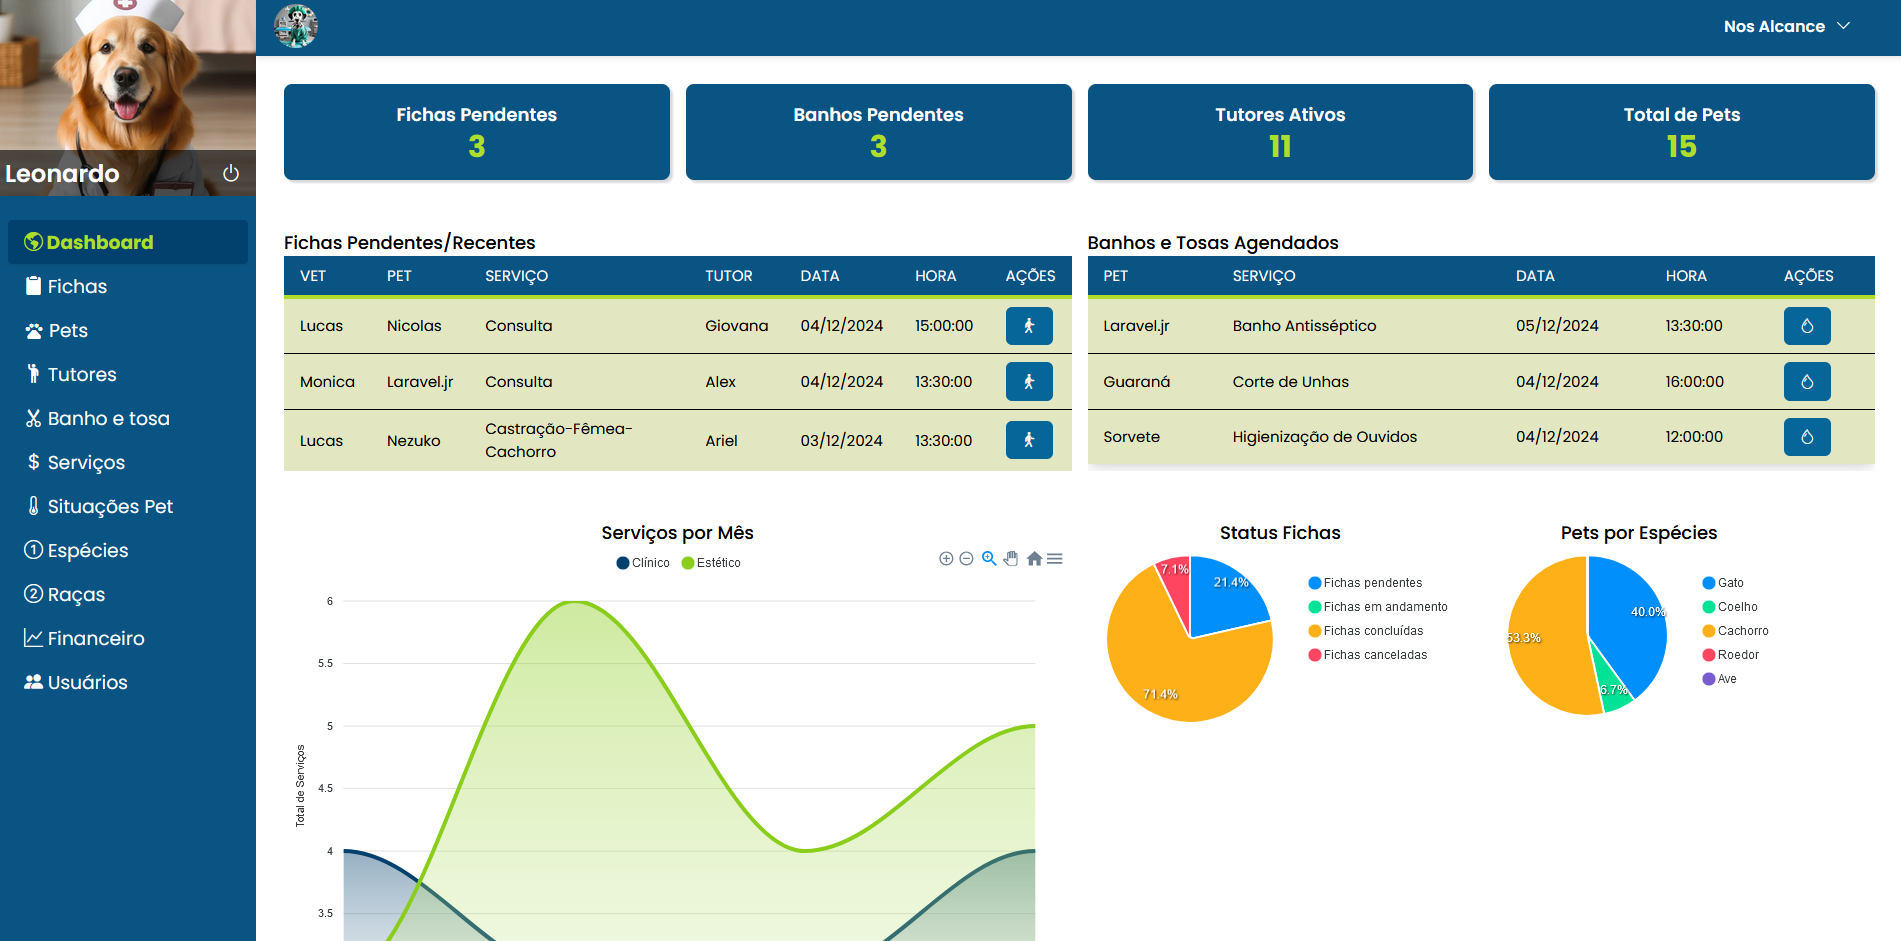 Leonardo
Dashboard
Fichas
Pets
Tutores
Banho e tosa
$ Serviços
Situações Pet
1 Espécies
2 Raças
Financeiro
Usuários
Nos Alcance
Fichas Pendentes
3
Banhos Pendentes
3
Tutores Ativos
11
Total de Pets
15
Fichas Pendentes/Recentes
VET PET SERVIÇO TUTOR DATA HORA AÇÕES
Lucas Nicolas Consulta Giovana 04/12/2024 15:00:00
Monica Laravel.jr Consulta Alex 04/12/2024 13:30:00
Lucas Nezuko Castração-Fêmea- Ariel 03/12/2024 13:30:00
Cachorro
Banhos e Tosas Agendados
PET SERVIÇO DATA HORA AÇÕES
Laravel.jr Banho Antisséptico 05/12/2024 13:30:00
Guaraná Corte de Unhas 04/12/2024 16:00:00
Sorvete Higienização de Ouvidos 04/12/2024 12:00:00
Serviços por Mês
Clínico Estético
6
5.5
5
4.5
4
3.5
Total de Serviços
Status Fichas
7.1%
21.4%
71.4%
Fichas pendentes
Fichas em andamento
Fichas concluídas
Fichas canceladas
Pets por Espécies
40.0%
53.3%
6.7%
Gato
Coelho
Cachorro
Roedor
Ave